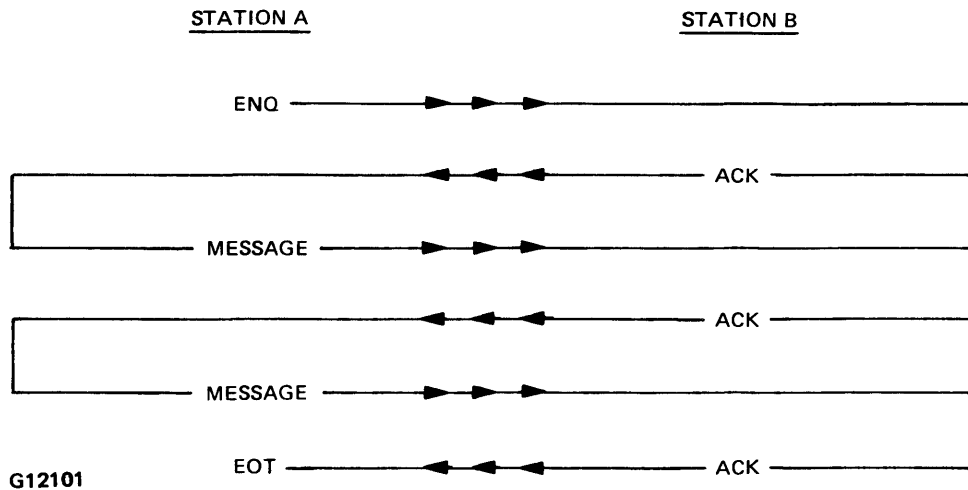 STATION A STATION B
ENQ
ACK
MESSAGE
ACK
MESSAGE
EOT ACK
G12101